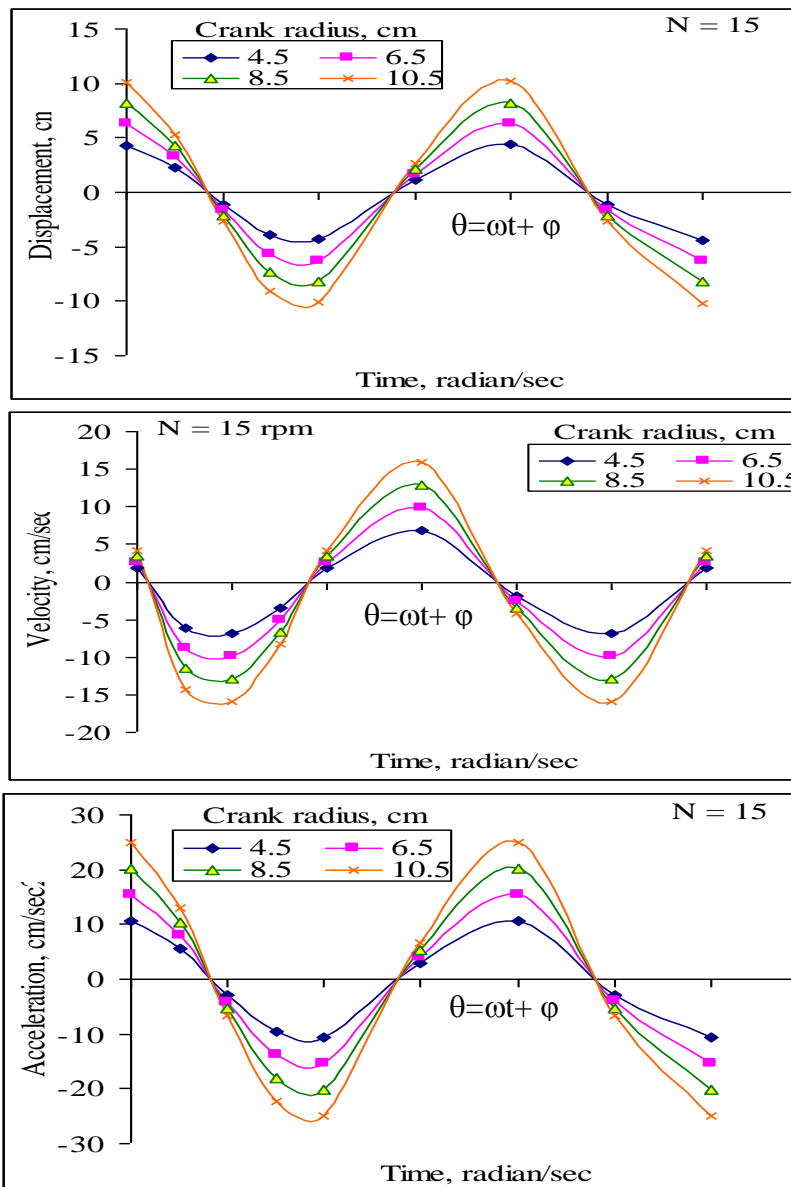 Crank radius, cm
N = 15
4.5 6.5
8.5 10.5
15
10
5
0
-5
-10
-15
Displacement, cn
θ=ωt+ φ
Time, radian/sec
N = 15 rpm
Crank radius, cm
4.5 6.5
8.5 10.5
20
15
10
5
0
-5
-10
-15
-20
Velocity, cm/sec
θ=ωt+ φ
Time, radian/sec
Crank radius, cm
N = 15
4.5 6.5
8.5 10.5
30
20
10
0
-10
-20
-30
Acceleration, cm/sec2
θ=ωt+ φ
Time, radian/sec